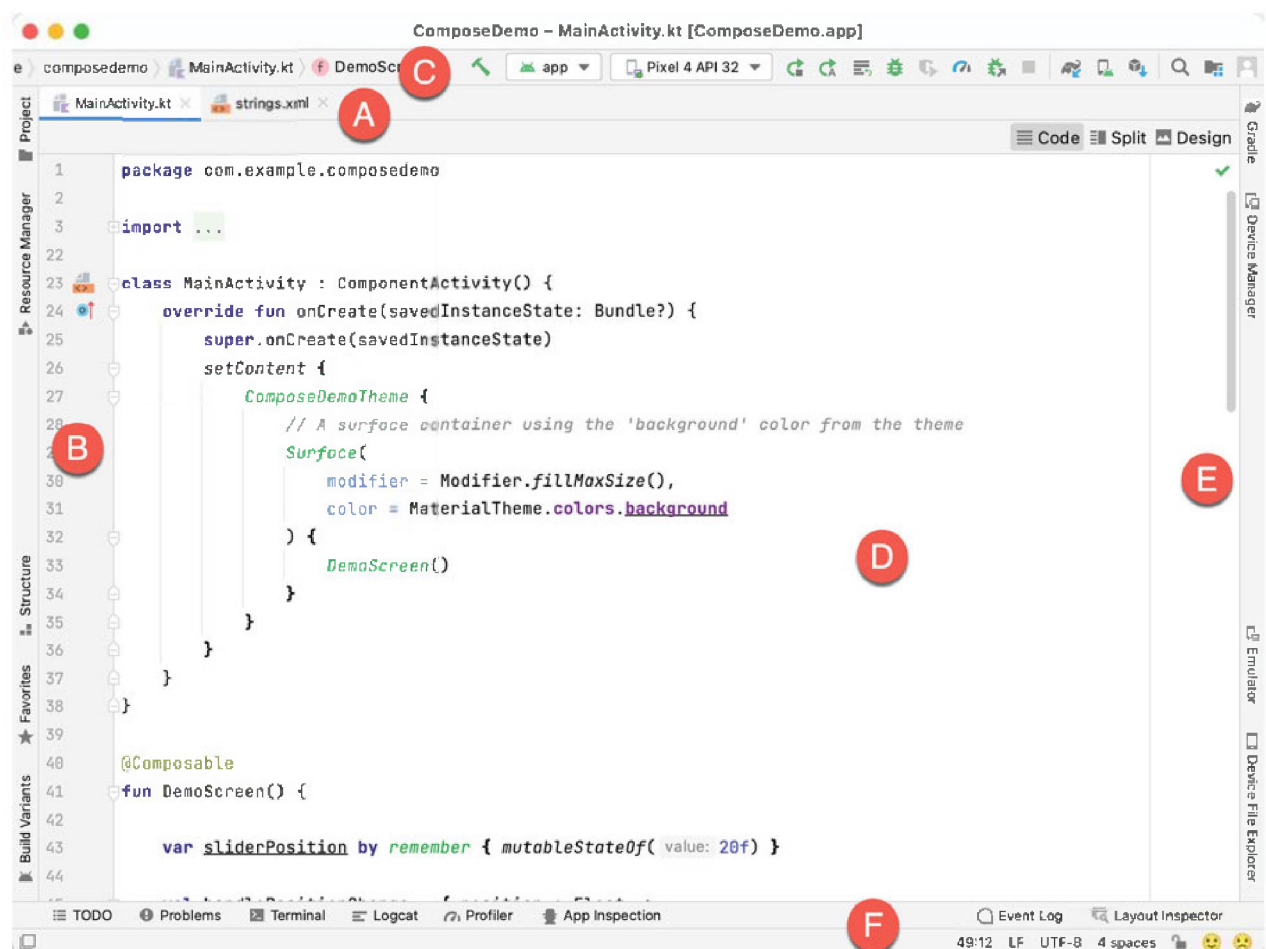 ComposeDemo – MainActivity.kt [ComposeDemo.app]
e composedemo MainActivity.kt DemoScr C app Pixel 4 API 32
MainActivity.kt strings.xml A
Code Split Design
Project
Resource Manager
Structure
Favorites
Build Variants
1 package com.example.composedemo
2
3 import ...
22
23 class MainActivity : ComponentActivity() {
24 override fun onCreate(savedInstanceState: Bundle?) {
25 super.onCreate(savedInstanceState)
26 setContent {
27 ComposeDemoTheme {
28 // A surface container using the 'background' color from the theme
B Surface(
30 modifier = Modifier.fillMaxSize(),
31 color = MaterialTheme.colors.background
32 ) {
33 DemoScreen()
34 }
35 }
36 }
37 }
38 }
39
40 @Composable
41 fun DemoScreen() {
42
43 var sliderPosition by remember { mutableStateOf( value: 20f) }
44
D
E
Gradle
Device Manager
Emulator
Device File Explorer
TODO Problems Terminal Logcat Profiler App Inspection F Event Log Layout Inspector
49:12 LF UTF-8 4 spaces